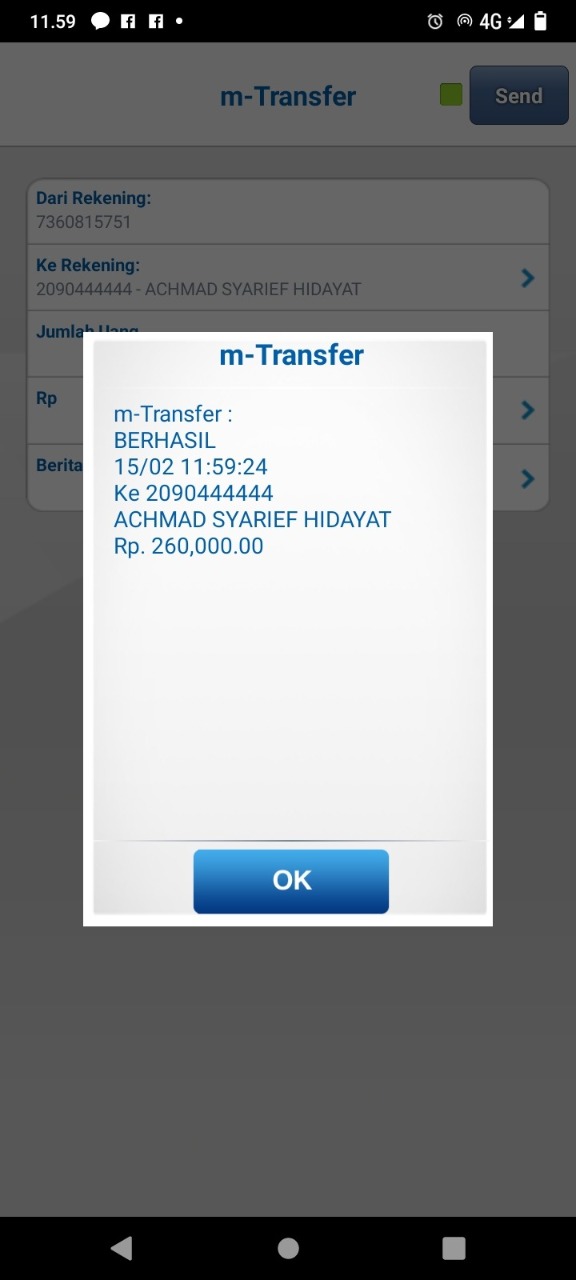 11.59
4G
m-Transfer
Send
Dari Rekening:
7360815751
Ke Rekening:
2090444444 - ACHMAD SYARIEF HIDAYAT
Jumlah Uang
Rp
Berita
m-Transfer
m-Transfer :
BERHASIL
15/02 11:59:24
Ke 2090444444
ACHMAD SYARIEF HIDAYAT
Rp. 260,000.00
OK